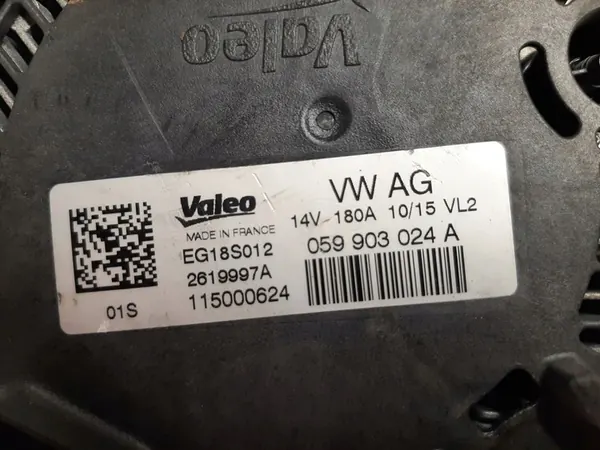 Valeo
Valeo
MADE IN FRANCE
EG18S012
2619997A
115000624
01S
VW AG
14V 180A 10/15 VL2
059 903 024 A